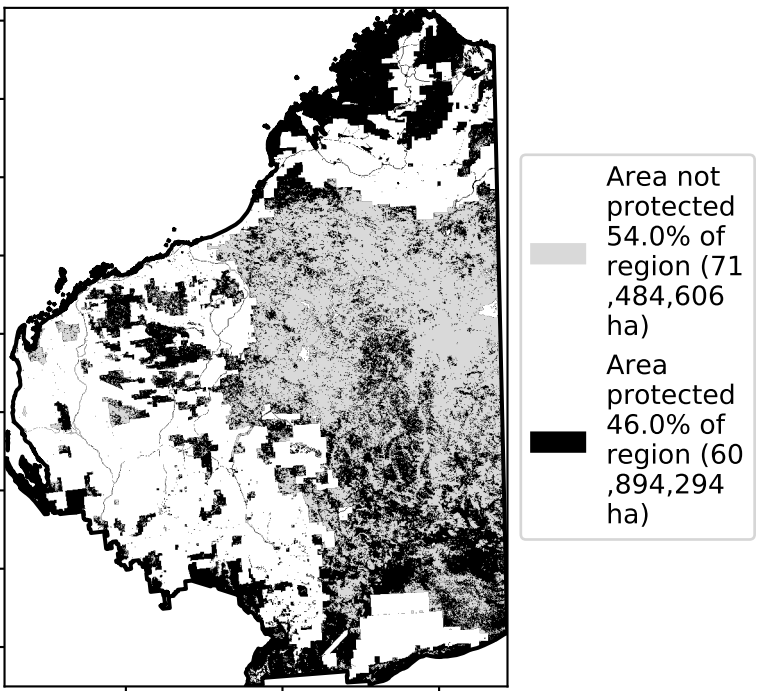 Area not
protected
54.0% of
region (71
,484,606
ha)
Area
protected
46.0% of
region (60
,894,294
ha)